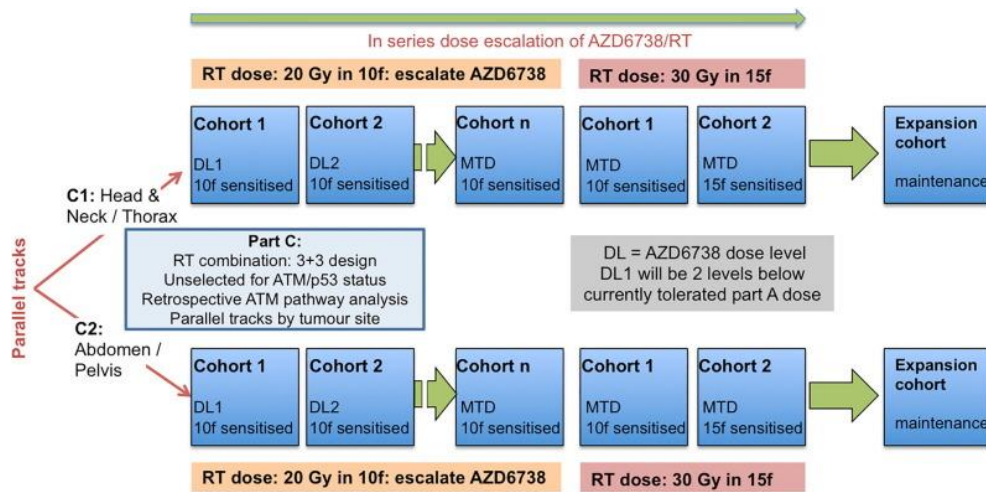 In series dose escalation of AZD6738/RT
RT dose: 20 Gy in 10f: escalate AZD6738
RT dose: 30 Gy in 15f
Cohort 1
DL1
10f sensitised
Cohort 2
DL2
10f sensitised
Cohort n
MTD
10f sensitised
Cohort 1
MTD
10f sensitised
Cohort 2
MTD
15f sensitised
Expansion
cohort
maintenance
C1: Head &
Neck / Thorax
Parallel tracks
Part C:
RT combination: 3+3 design
Unselected for ATM/p53 status
Retrospective ATM pathway analysis
Parallel tracks by tumour site
DL = AZD6738 dose level
DL1 will be 2 levels below
currently tolerated part A dose
C2:
Abdomen /
Pelvis
Cohort 1
DL1
10f sensitised
Cohort 2
DL2
10f sensitised
Cohort n
MTD
10f sensitised
Cohort 1
MTD
10f sensitised
Cohort 2
MTD
15f sensitised
Expansion
cohort
maintenance
RT dose: 20 Gy in 10f: escalate AZD6738
RT dose: 30 Gy in 15f